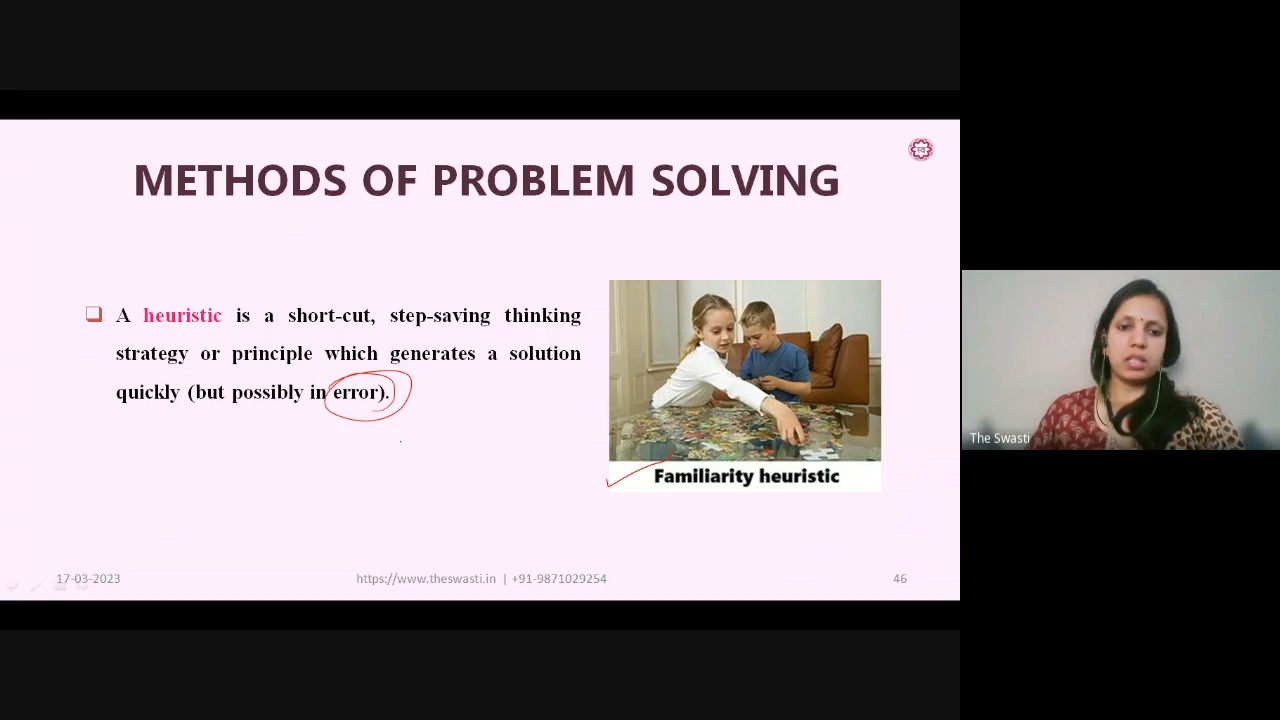 METHODS OF PROBLEM SOLVING
A heuristic is a short-cut, step-saving thinking
strategy or principle which generates a solution
quickly (but possibly in error).
Familiarity heuristic
The Swasti
17-03-2023
https://www.theswasti.in | +91-9871029254
46